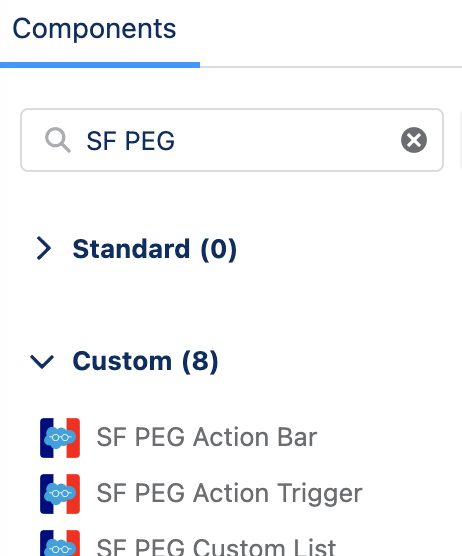 Components
SF PEG
Standard (0)
Custom (8)
SF PEG Action Bar
SF PEG Action Trigger
SF PEG Custom List